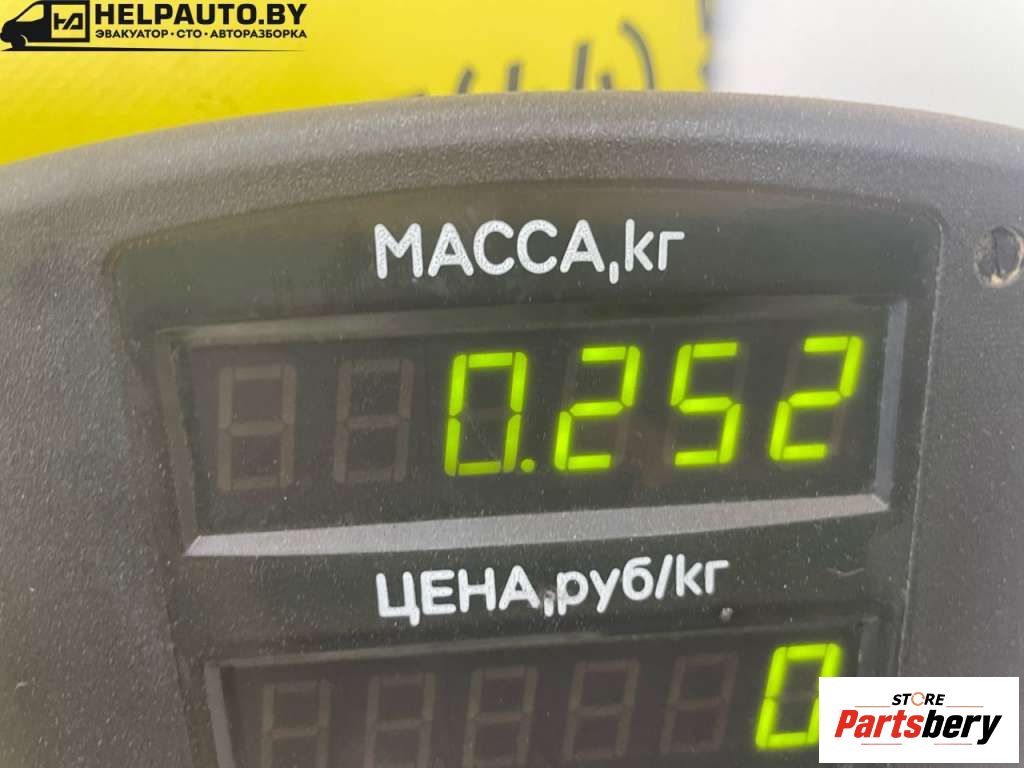 HELPAUTO.BY
ЭВАКУАТОР · СТО · АВТОРАЗБОРКА
МАССА,кг
0.252
ЦЕНА,руб/кг
0
STORE
Partsbery